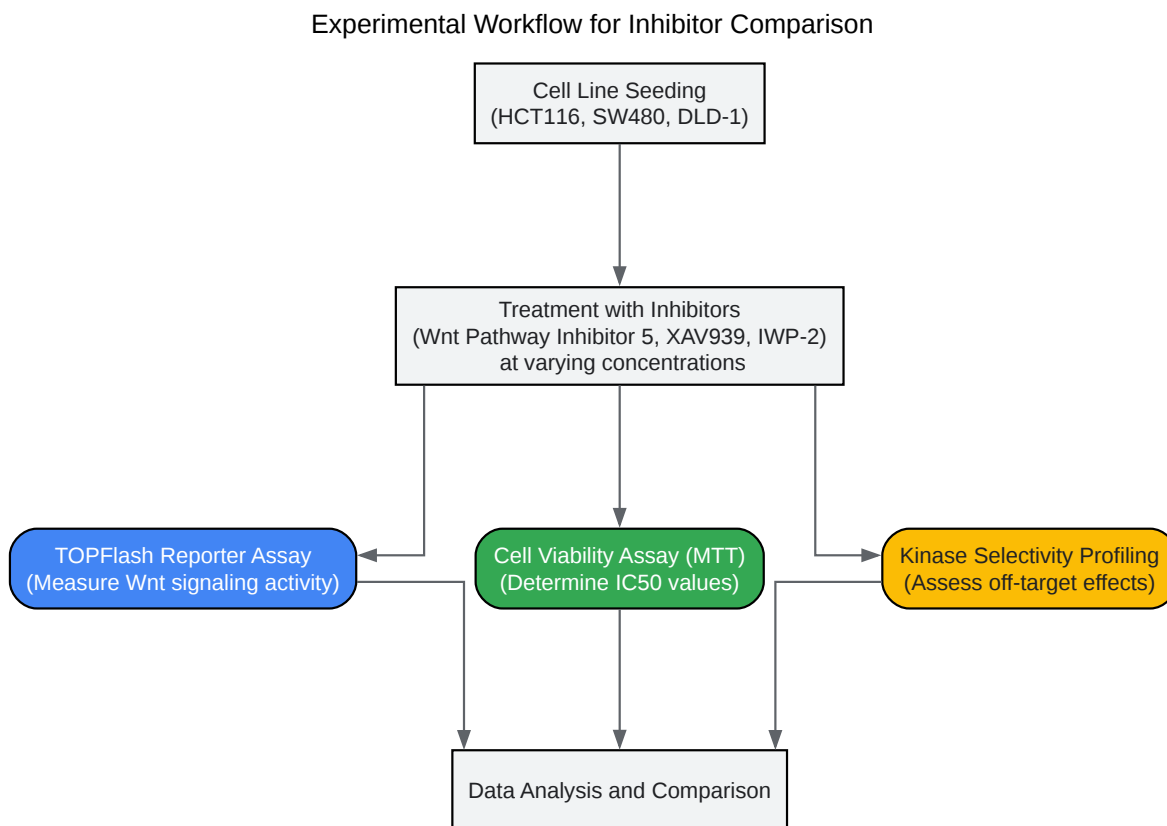 Experimental Workflow for Inhibitor Comparison
Cell Line Seeding
(HCT116, SW480, DLD-1)
Treatment with Inhibitors
(Wnt Pathway Inhibitor 5, XAV939, IWP-2)
at varying concentrations
TOPFlash Reporter Assay
(Measure Wnt signaling activity)
Cell Viability Assay (MTT)
(Determine IC50 values)
Kinase Selectivity Profiling
(Assess off-target effects)
Data Analysis and Comparison